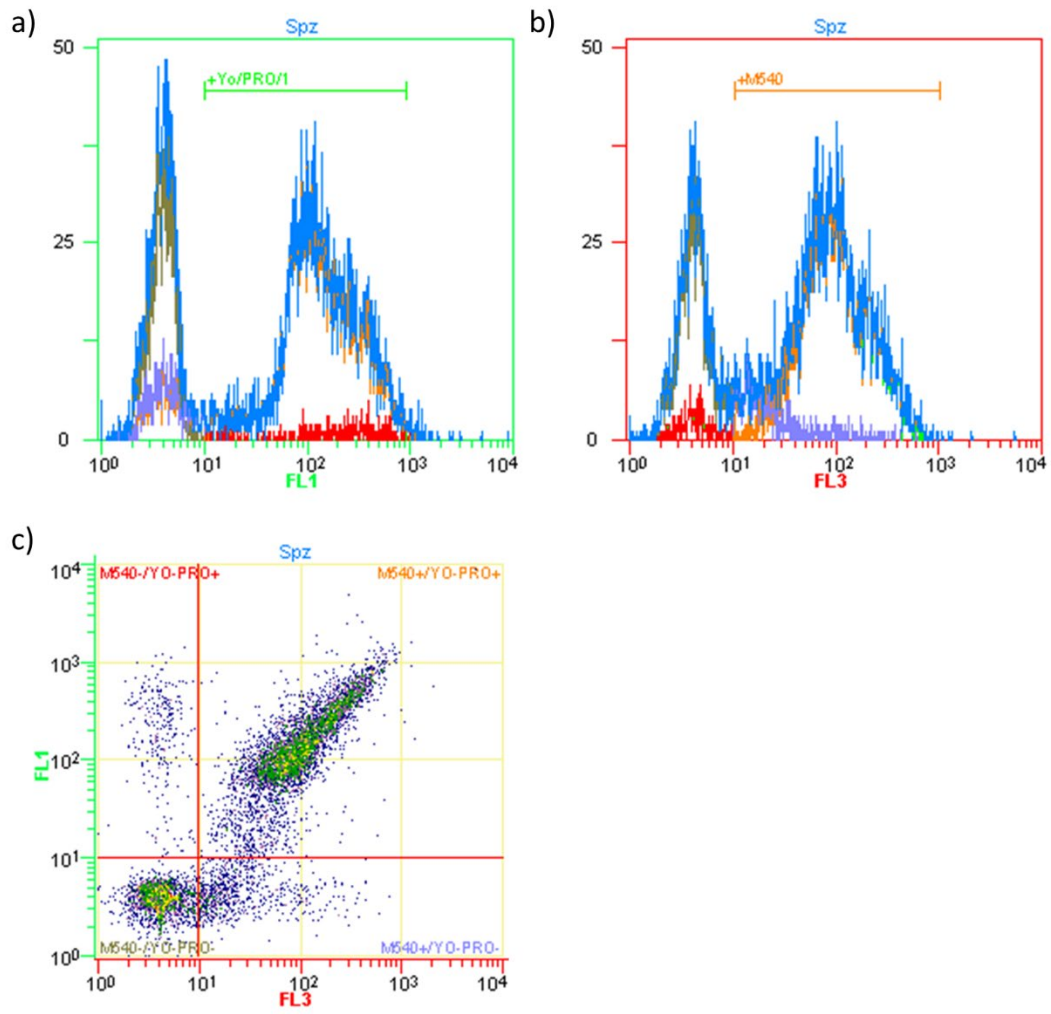 a)
Spz
50
+Yo/PRO/1
25
0
10^0 10^1 10^2 10^3 10^4
FL1
b)
Spz
50
+M540
25
0
10^0 10^1 10^2 10^3 10^4
FL3
c)
Spz
10^4
M540-/YO-PRO+ M540+/YO-PRO+
10^3
FL1
10^2
10^1
M540-/YO-PRO- M540+/YO-PRO-
10^0
10^0 10^1 10^2 10^3 10^4
FL3